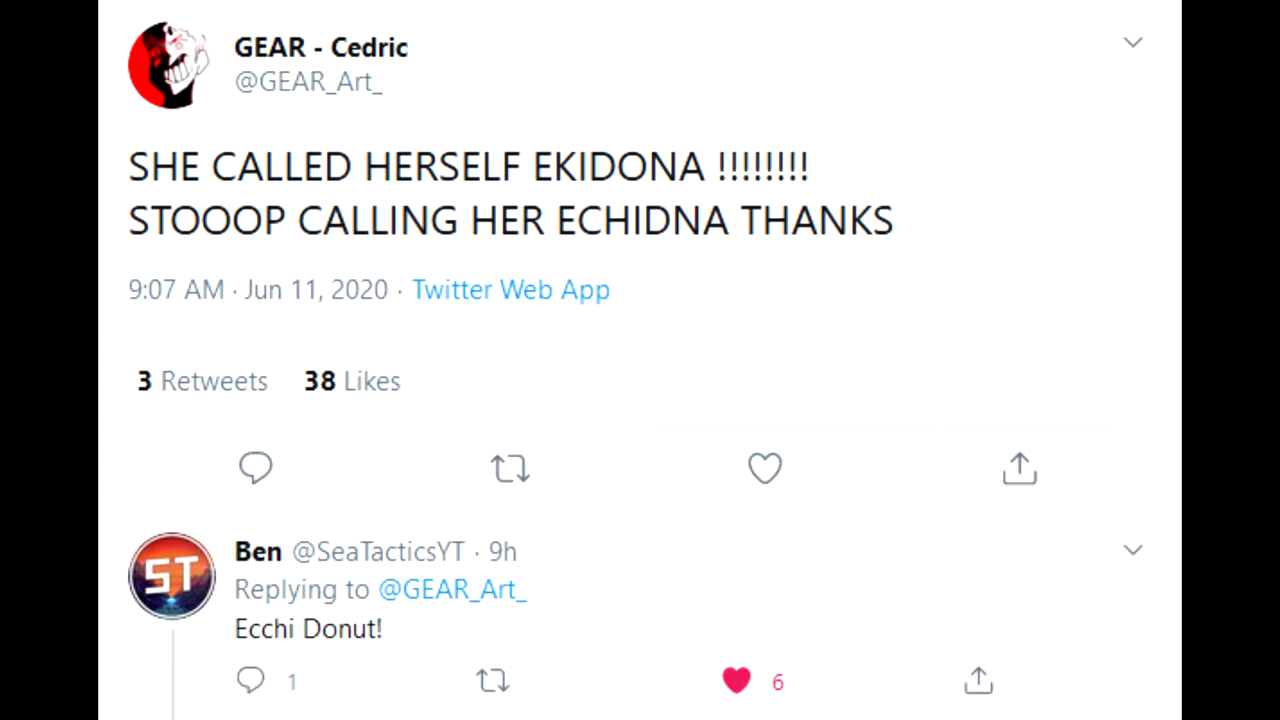 GEAR - Cedric
@GEAR_Art_
SHE CALLED HERSELF EKIDONA !!!!!!!!
STOOOP CALLING HER ECHIDNA THANKS
9:07 AM · Jun 11, 2020 · Twitter Web App
3 Retweets 38 Likes
ST
Ben @SeaTacticsYT · 9h
Replying to @GEAR_Art_
Ecchi Donut!
1 6